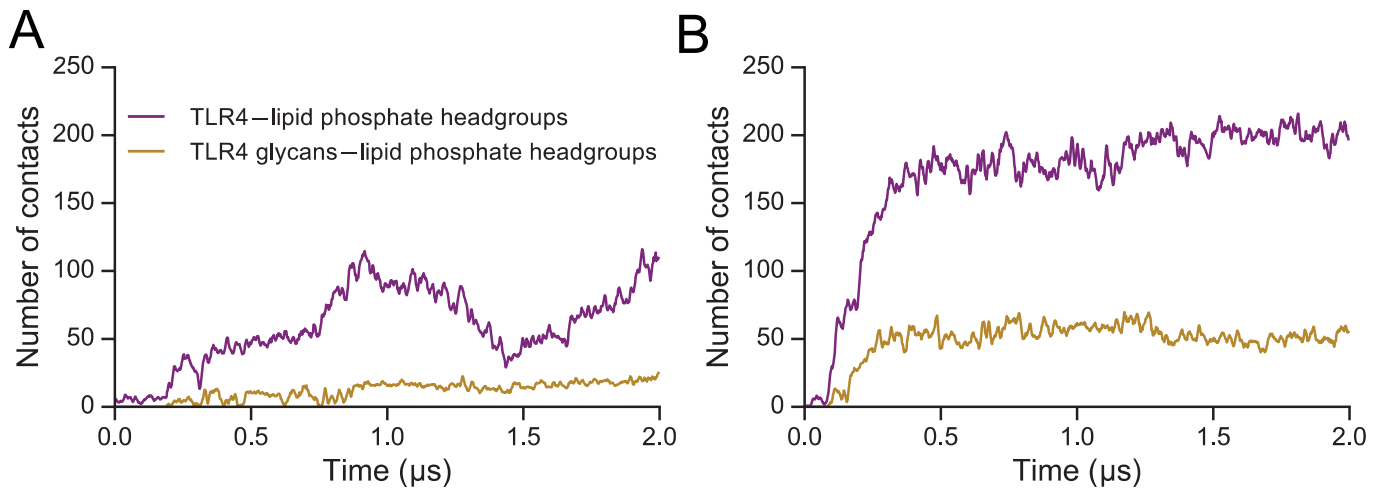 A
Number of contacts
250
200
150
100
50
0
TLR4–lipid phosphate headgroups
TLR4 glycans–lipid phosphate headgroups
0.0
0.5
1.0
1.5
2.0
Time (μs)
B
Number of contacts
250
200
150
100
50
0
0.0
0.5
1.0
1.5
2.0
Time (μs)